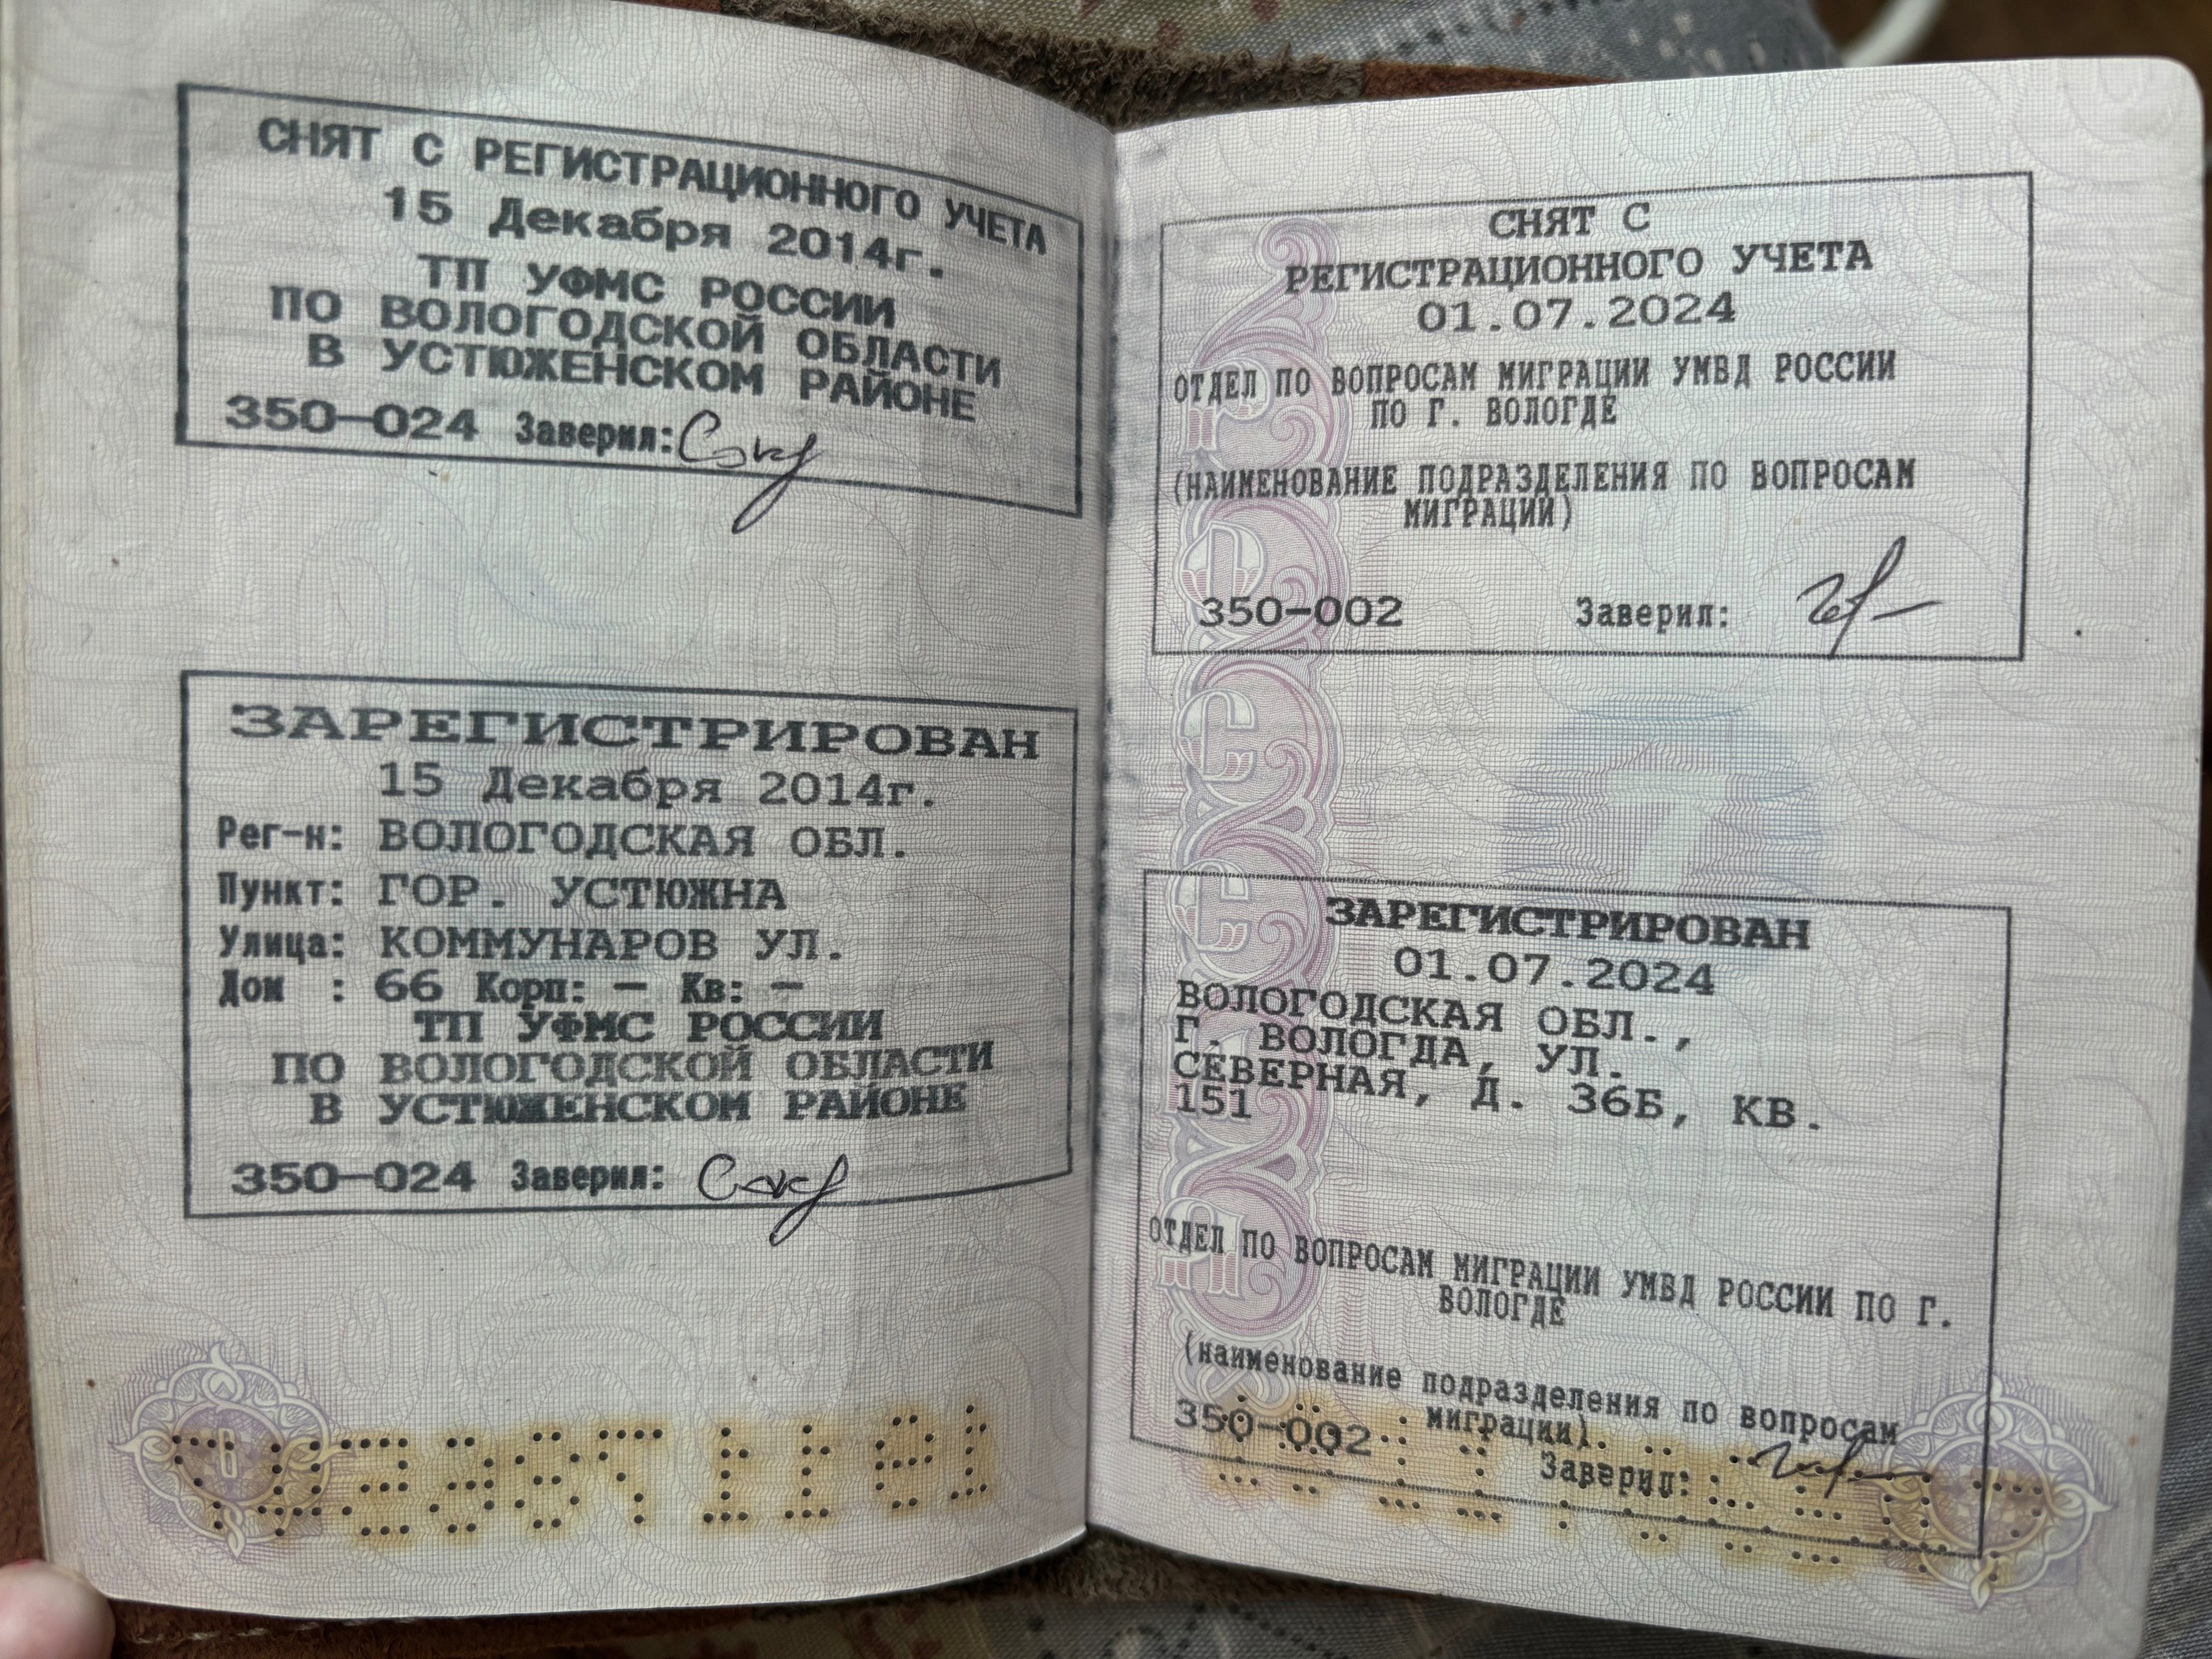 СНЯТ С РЕГИСТРАЦИОННОГО УЧЕТА
15 Декабря 2014г.
ТП УФМС РОССИИ
ПО ВОЛОГОДСКОЙ ОБЛАСТИ
В УСТЮЖЕНСКОМ РАЙОНЕ
350-024 Заверил:
ЗАРЕГИСТРИРОВАН
15 Декабря 2014г.
Рег-н: ВОЛОГОДСКАЯ ОБЛ.
Пункт: ГОР. УСТЮЖНА
Улица: КОММУНАРОВ УЛ.
Дом : 66 Корп: — Кв: —
ТП УФМС РОССИИ
ПО ВОЛОГОДСКОЙ ОБЛАСТИ
В УСТЮЖЕНСКОМ РАЙОНЕ
350-024 Заверил:
6
СНЯТ С
РЕГИСТРАЦИОННОГО УЧЕТА
01.07.2024
ОТДЕЛ ПО ВОПРОСАМ МИГРАЦИИ УМВД РОССИИ
ПО Г. ВОЛОГДЕ
(НАИМЕНОВАНИЕ ПОДРАЗДЕЛЕНИЯ ПО ВОПРОСАМ
МИГРАЦИИ)
350-002 Заверил:
7
ЗАРЕГИСТРИРОВАН
01.07.2024
ВОЛОГОДСКАЯ ОБЛ.,
Г. ВОЛОГДА, УЛ.
СЕВЕРНАЯ, Д. 36Б, КВ.
151
ОТДЕЛ ПО ВОПРОСАМ МИГРАЦИИ УМВД РОССИИ ПО Г.
ВОЛОГДЕ
(наименование подразделения по вопросам
миграции).
350-002
Заверил: